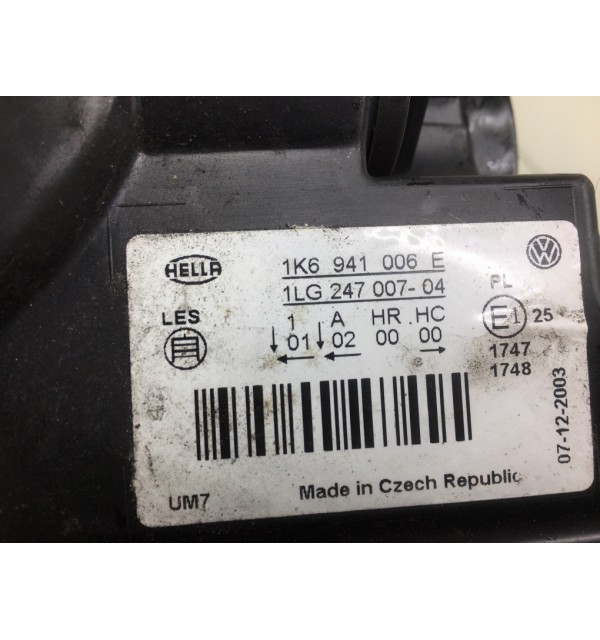 HELLA
1K6 941 006 E
1LG 247 007-04
LES
1 A HR HC
↓01 ↓02 00 00
← ← →
PL
E1 25
1747
1748
07-12-2003
UM7
Made in Czech Republic